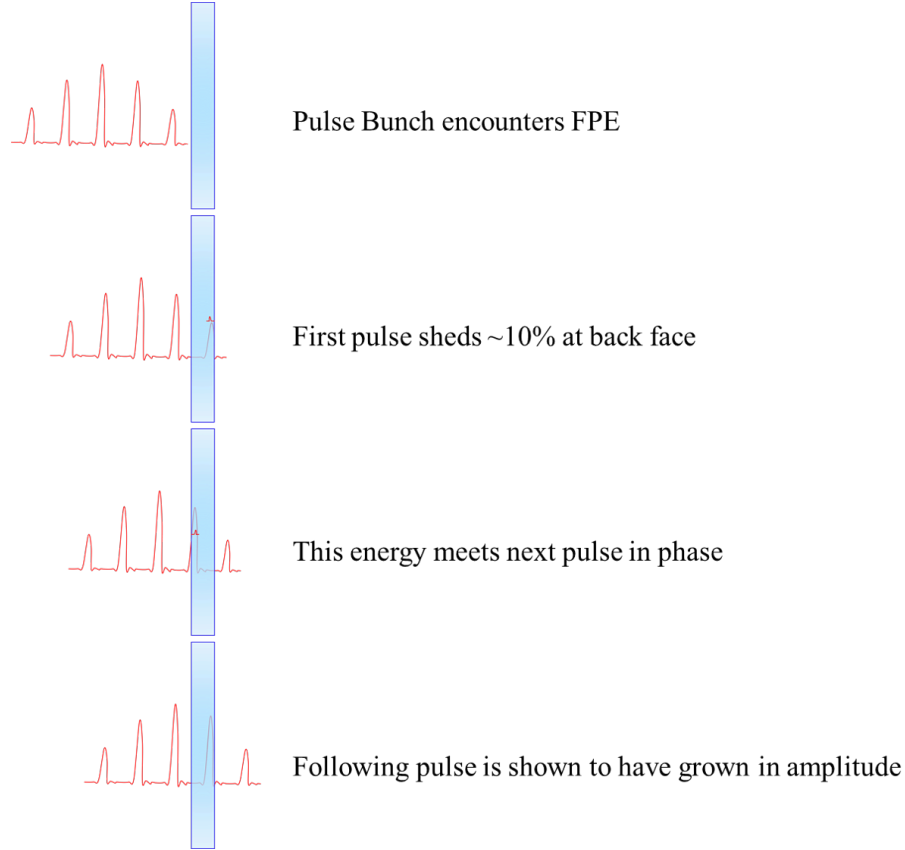 Pulse Bunch encounters FPE
First pulse sheds ~10% at back face
This energy meets next pulse in phase
Following pulse is shown to have grown in amplitude